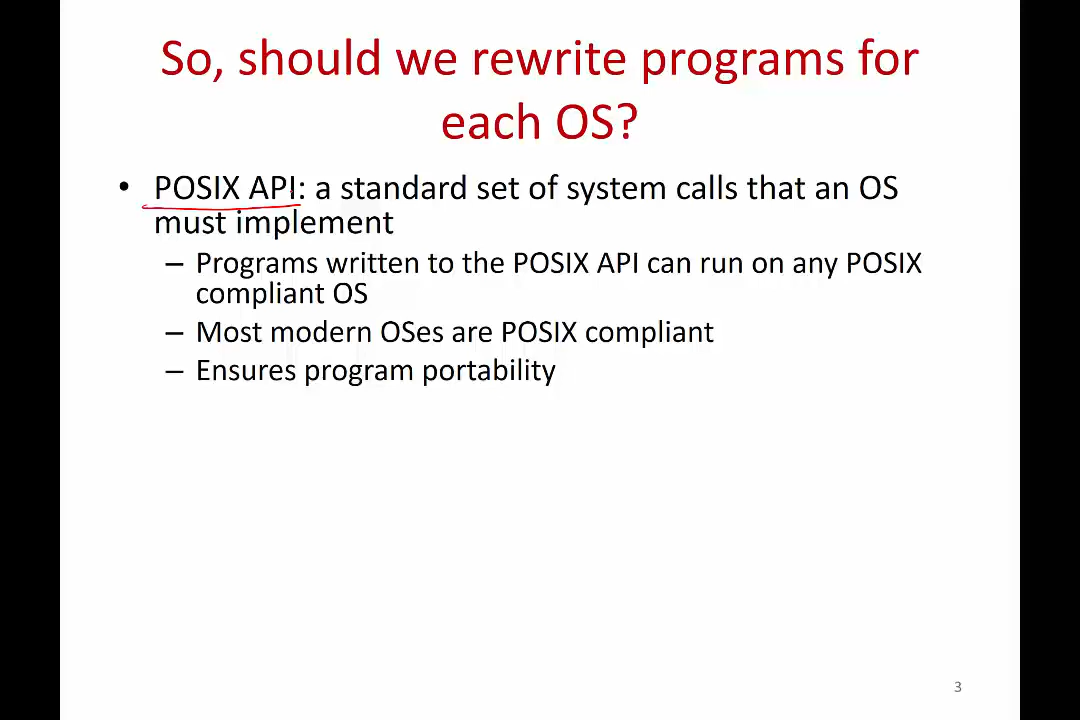 So, should we rewrite programs for
each OS?
• POSIX API: a standard set of system calls that an OS
must implement
– Programs written to the POSIX API can run on any POSIX
compliant OS
– Most modern OSes are POSIX compliant
– Ensures program portability
3